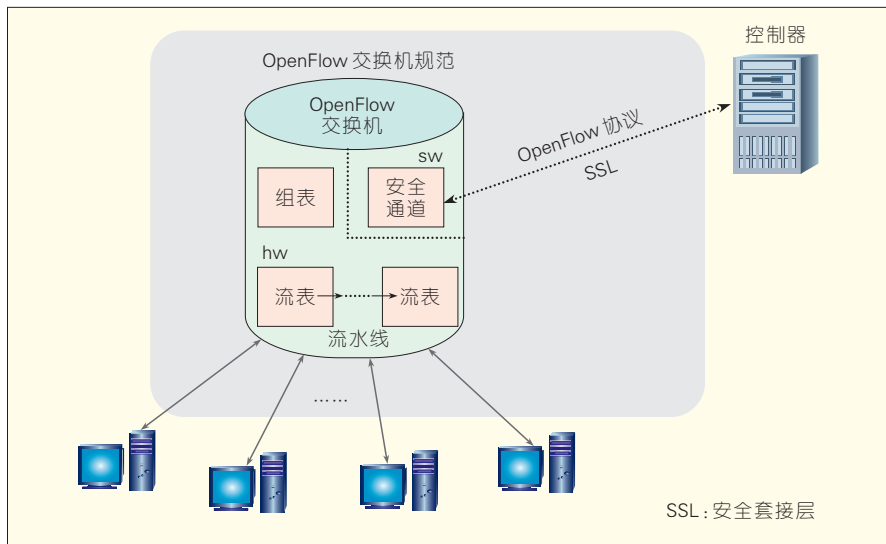 控制器
OpenFlow 交换机规范
OpenFlow
交换机
OpenFlow 协议
SSL
sw
组表
安全
通道
hw
流表
流表
流水线
……
SSL：安全套接层